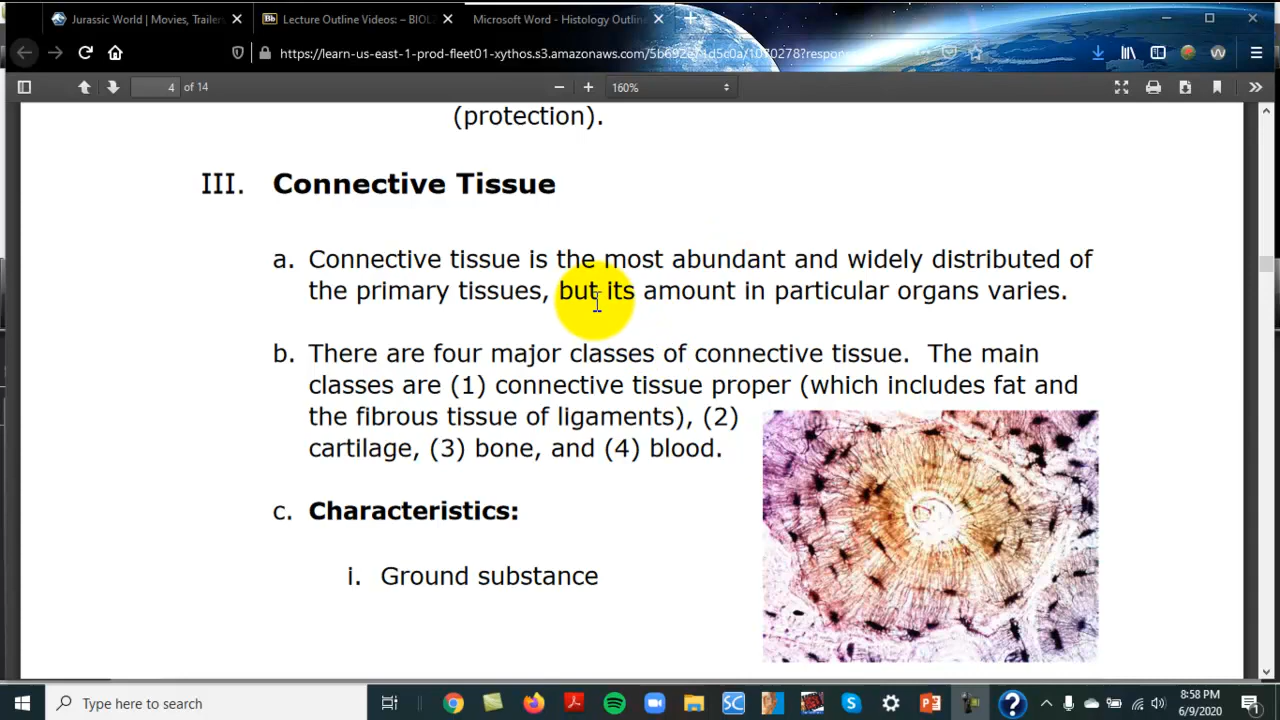 Jurassic World | Movies, Trailer
Lecture Outline Videos: – BIOL
Microsoft Word - Histology Outlin
4 of 14
160%
(protection).
III. Connective Tissue
a. Connective tissue is the most abundant and widely distributed of
the primary tissues, but its amount in particular organs varies.
b. There are four major classes of connective tissue. The main
classes are (1) connective tissue proper (which includes fat and
the fibrous tissue of ligaments), (2)
cartilage, (3) bone, and (4) blood.
c. Characteristics:
i. Ground substance
Type here to search
8:58 PM
6/9/2020